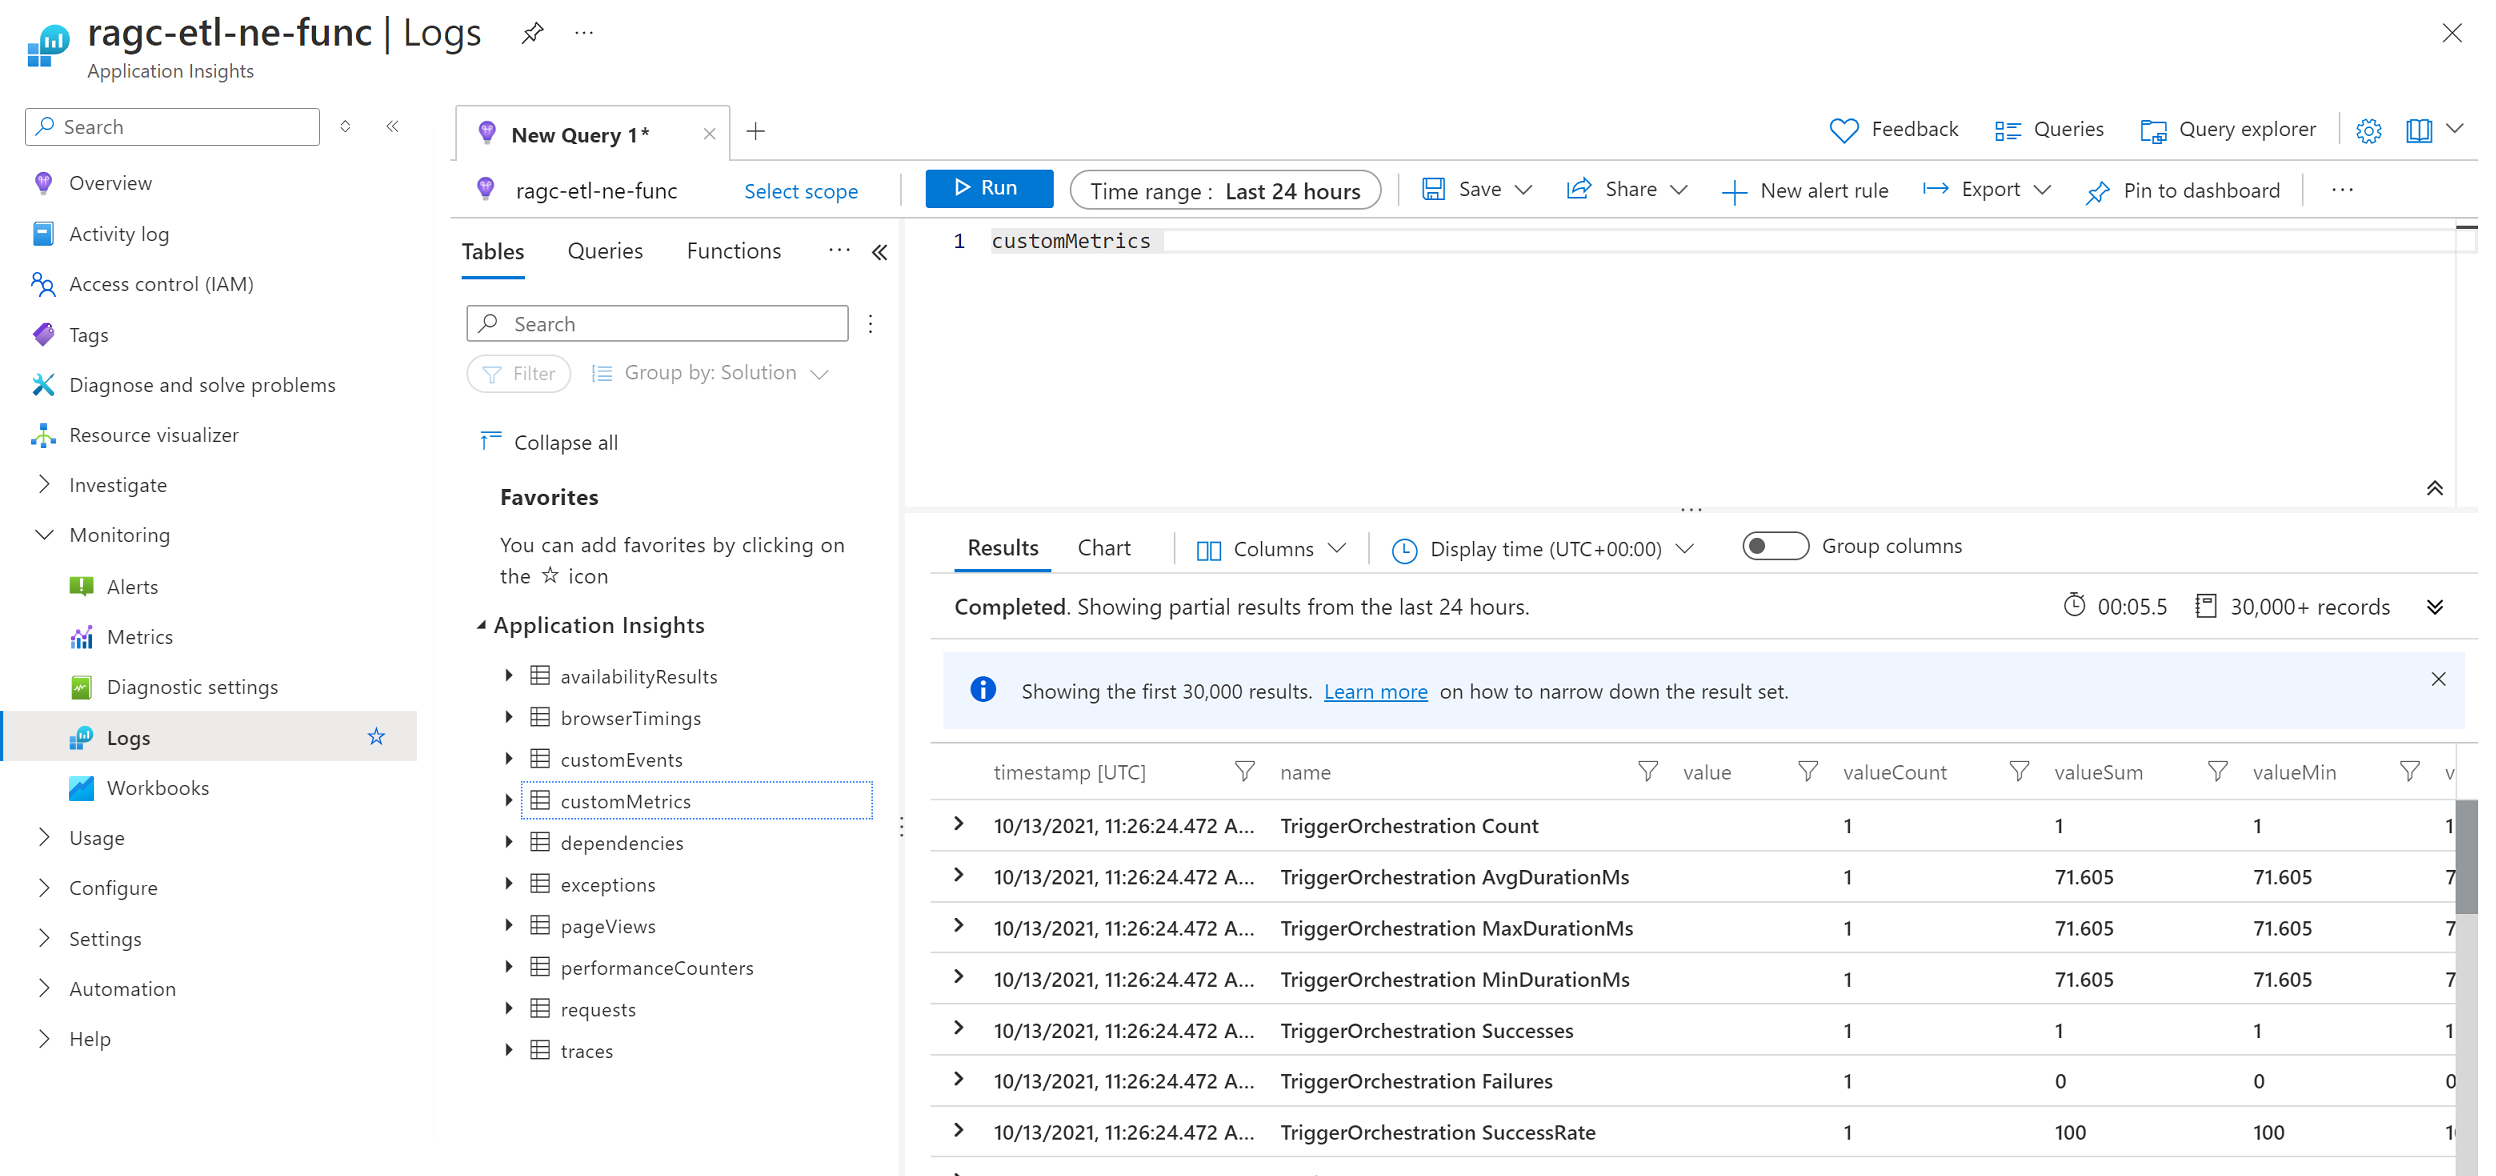 ragc-etl-ne-func | Logs
Application Insights
Search
Overview
Activity log
Access control (IAM)
Tags
Diagnose and solve problems
Resource visualizer
Investigate
Monitoring
Alerts
Metrics
Diagnostic settings
Logs
Workbooks
Usage
Configure
Settings
Automation
Help
New Query 1*
Feedback Queries Query explorer
ragc-etl-ne-func Select scope Run Time range : Last 24 hours Save Share New alert rule Export Pin to dashboard
Tables Queries Functions
Search
Filter Group by: Solution
Collapse all
Favorites
You can add favorites by clicking on
the ☆ icon
Application Insights
availabilityResults
browserTimings
customEvents
customMetrics
dependencies
exceptions
pageViews
performanceCounters
requests
traces
1 customMetrics
Results Chart Columns Display time (UTC+00:00) Group columns
Completed. Showing partial results from the last 24 hours. 00:05.5 30,000+ records
Showing the first 30,000 results. Learn more on how to narrow down the result set.
timestamp [UTC] name value valueCount valueSum valueMin v
10/13/2021, 11:26:24.472 A... TriggerOrchestration Count 1 1 1 1
10/13/2021, 11:26:24.472 A... TriggerOrchestration AvgDurationMs 1 71.605 71.605 7
10/13/2021, 11:26:24.472 A... TriggerOrchestration MaxDurationMs 1 71.605 71.605 7
10/13/2021, 11:26:24.472 A... TriggerOrchestration MinDurationMs 1 71.605 71.605 7
10/13/2021, 11:26:24.472 A... TriggerOrchestration Successes 1 1 1 1
10/13/2021, 11:26:24.472 A... TriggerOrchestration Failures 1 0 0 0
10/13/2021, 11:26:24.472 A... TriggerOrchestration SuccessRate 1 100 100 1